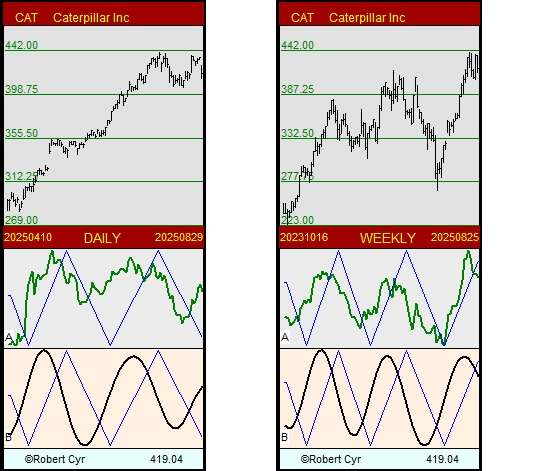 CAT Caterpillar Inc
442.00
398.75
355.50
312.25
269.00
20250410 DAILY 20250829
A
B
©Robert Cyr 419.04
CAT Caterpillar Inc
442.00
387.25
332.50
277.75
223.00
20231016 WEEKLY 20250825
A
B
©Robert Cyr 419.04